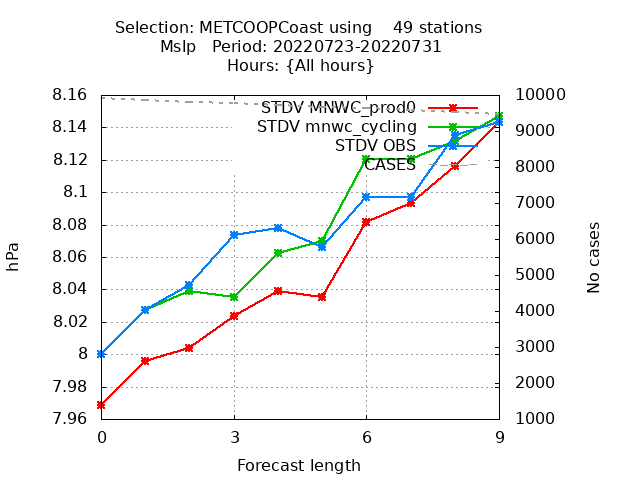 Selection: METCOOPCoast using    49 stations
Mslp   Period: 20220723-20220731
Hours: {All hours}
8.16
8.14
8.12
8.1
8.08
8.06
8.04
8.02
8
7.98
7.96
hPa
STDV MNWC_prod0
STDV mnwc_cycling
STDV OBS
CASES
10000
9000
8000
7000
6000
5000
4000
3000
2000
1000
No cases
0 3 6 9
Forecast length